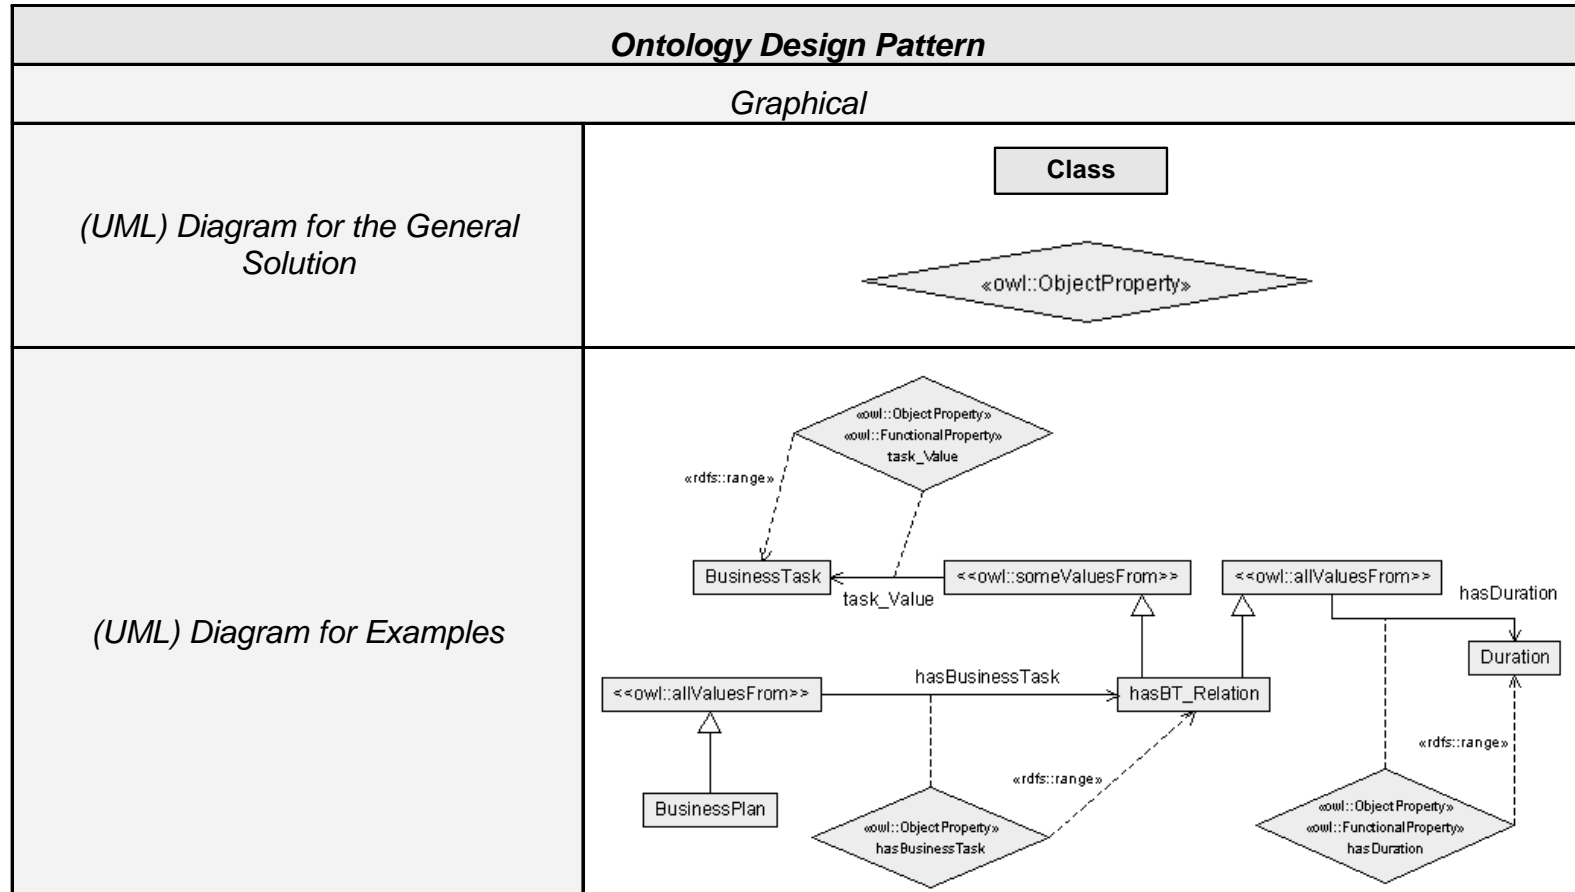 Ontology Design Pattern
Graphical
(UML) Diagram for the General
Solution
Class
«owl::ObjectProperty»
(UML) Diagram for Examples
«owl::ObjectProperty»
«owl::FunctionalProperty»
task_Value
«rdfs::range»
BusinessTask
task_Value
<<owl::someValuesFrom>>
<<owl::allValuesFrom>>
hasDuration
Duration
<<owl::allValuesFrom>>
hasBusinessTask
hasBT_Relation
«rdfs::range»
«rdfs::range»
BusinessPlan
«owl::ObjectProperty»
hasBusinessTask
«owl::ObjectProperty»
«owl::FunctionalProperty»
hasDuration